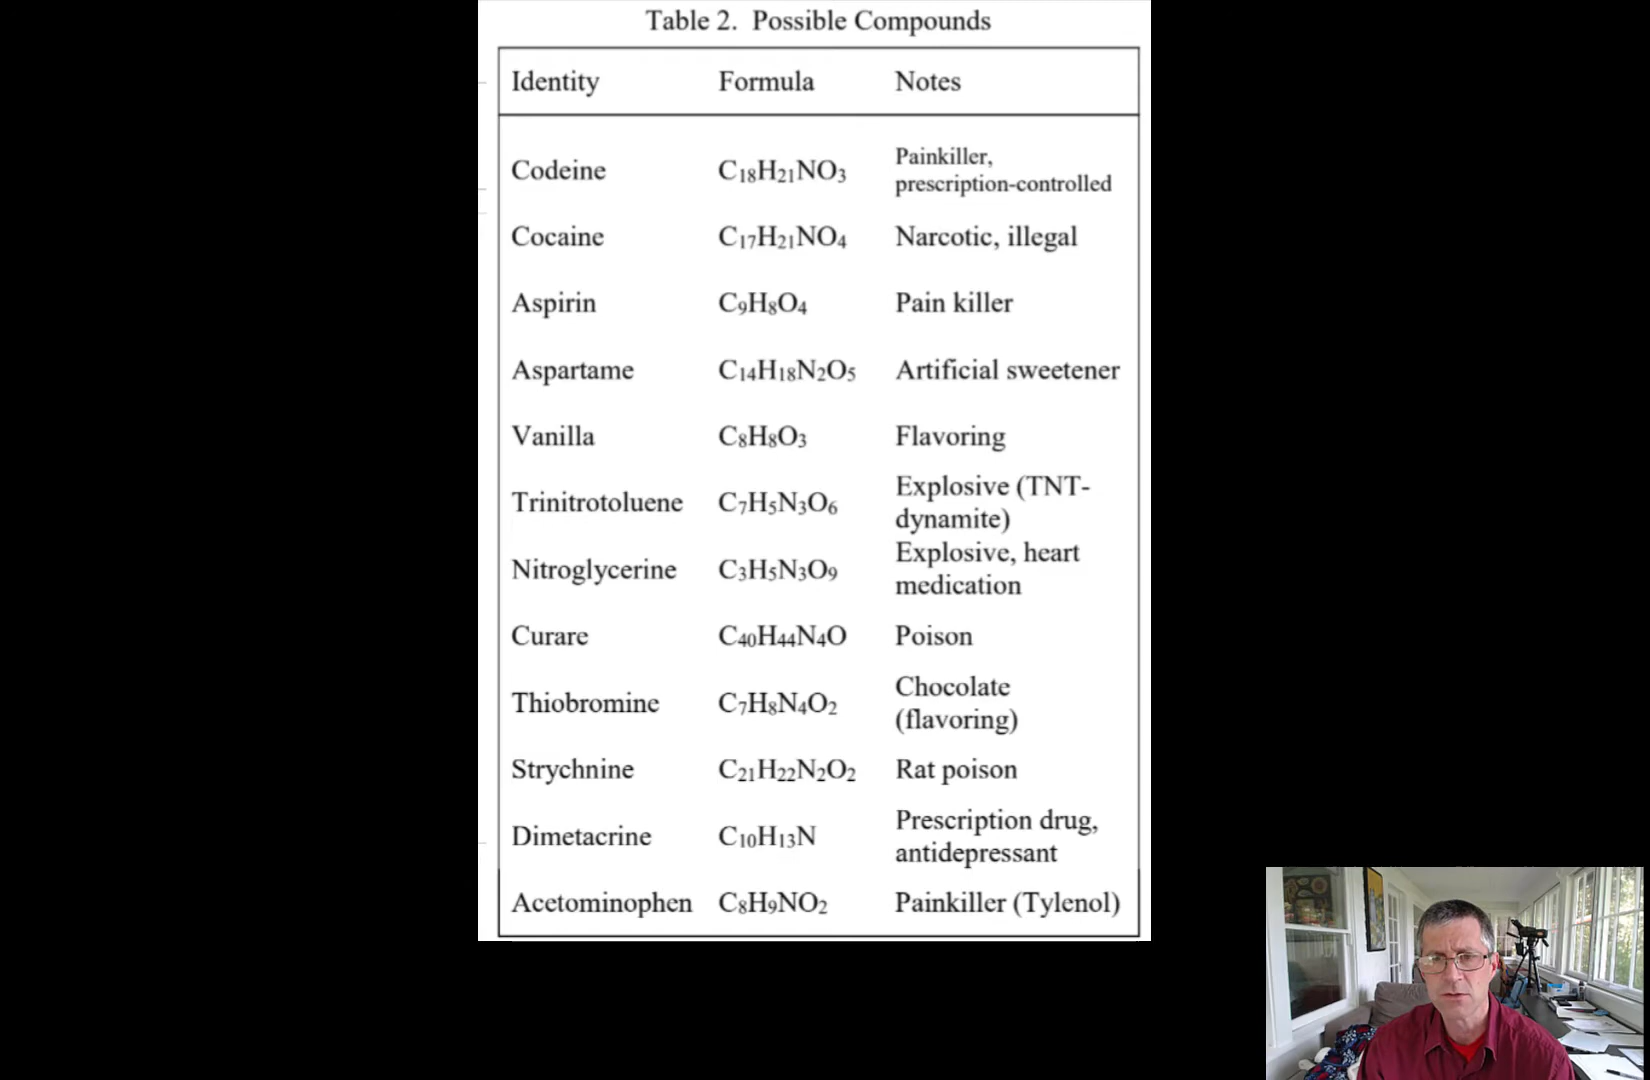 Table 2. Possible Compounds
Identity Formula Notes
Codeine C18H21NO3 Painkiller,
prescription-controlled
Cocaine C17H21NO4 Narcotic, illegal
Aspirin C9H8O4 Pain killer
Aspartame C14H18N2O5 Artificial sweetener
Vanilla C8H8O3 Flavoring
Trinitrotoluene C7H5N3O6 Explosive (TNT-
dynamite)
Nitroglycerine C3H5N3O9 Explosive, heart
medication
Curare C40H44N4O Poison
Thiobromine C7H8N4O2 Chocolate
(flavoring)
Strychnine C21H22N2O2 Rat poison
Dimetacrine C10H13N Prescription drug,
antidepressant
Acetominophen C8H9NO2 Painkiller (Tylenol)